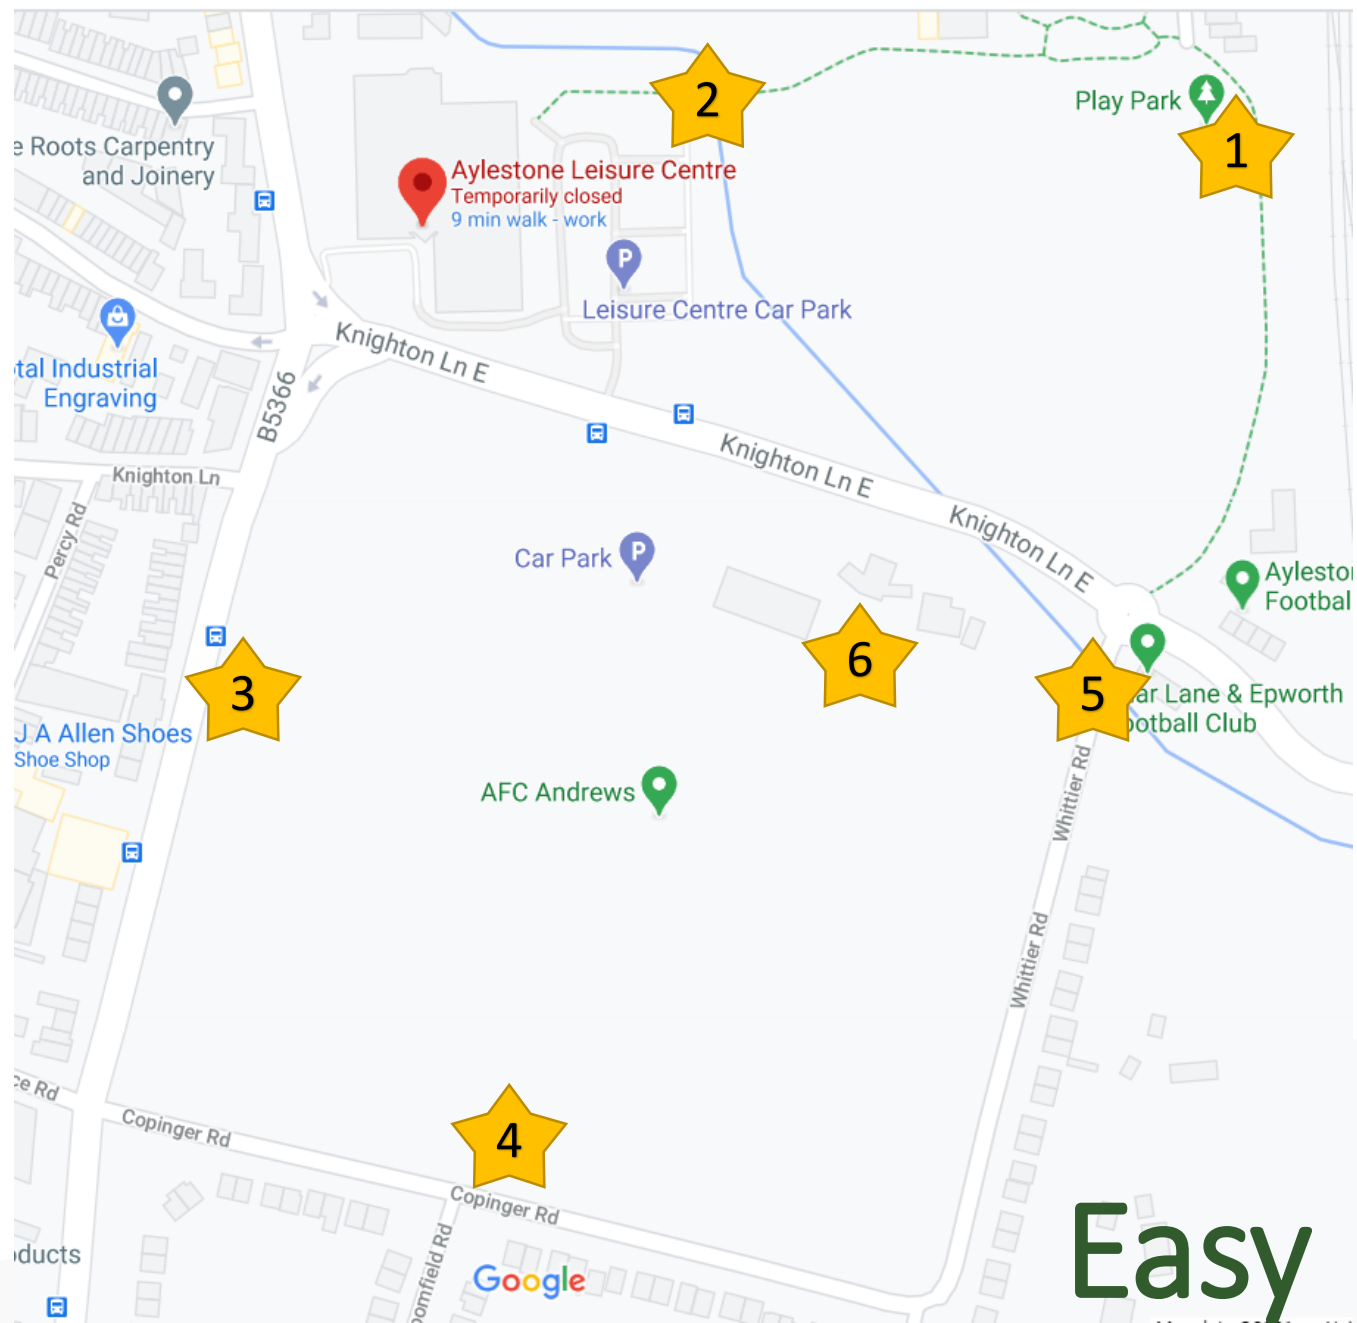 2
Play Park
1
e Roots Carpentry
and Joinery
Aylestone Leisure Centre
Temporarily closed
9 min walk - work
P
Leisure Centre Car Park
Knighton Ln E
tal Industrial
Engraving
B5366
Knighton Ln E
Knighton Ln
Knighton Ln E
Percy Rd
Car Park P
Aylesto
Footbal
6
3
5
ar Lane & Epworth
ootball Club
J A Allen Shoes
Shoe Shop
Whittier Rd
AFC Andrews
Whittier Rd
ce Rd
Copinger Rd
4
Copinger Rd
oomfield Rd
ducts
Google
Easy